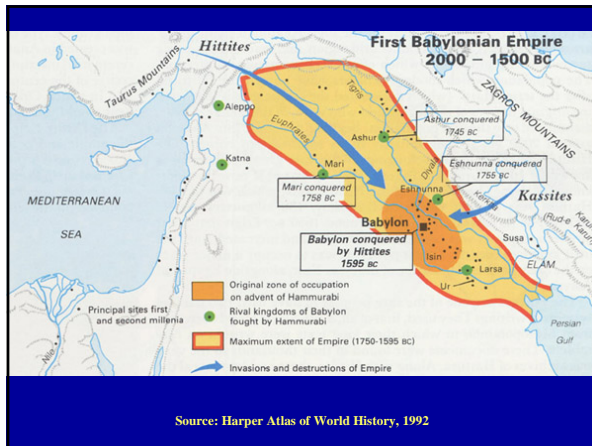 First Babylonian Empire
2000 – 1500 BC
Hittites
Taurus Mountains
ZAGROS MOUNTAINS
Aleppo
Tigris
Ashur conquered
1745 BC
Euphrates
Ashur
Katna
Mari
Diyala
Eshnunna conquered
1755 BC
Mari conquered
1758 BC
Eshnunna
Kerkha
Kassites
MEDITERRANEAN
SEA
Babylon
(Rud-e
Karun
Karun
Babylon conquered
by Hittites
1595 BC
Susa
Isin
ELAM
Larsa
Ur
Original zone of occupation
on advent of Hammurabi
Principal sites first
and second millenia
Rival kingdoms of Babylon
fought by Hammurabi
Persian
Gulf
Maximum extent of Empire (1750-1595 BC)
Nile
Invasions and destructions of Empire
Source: Harper Atlas of World History, 1992